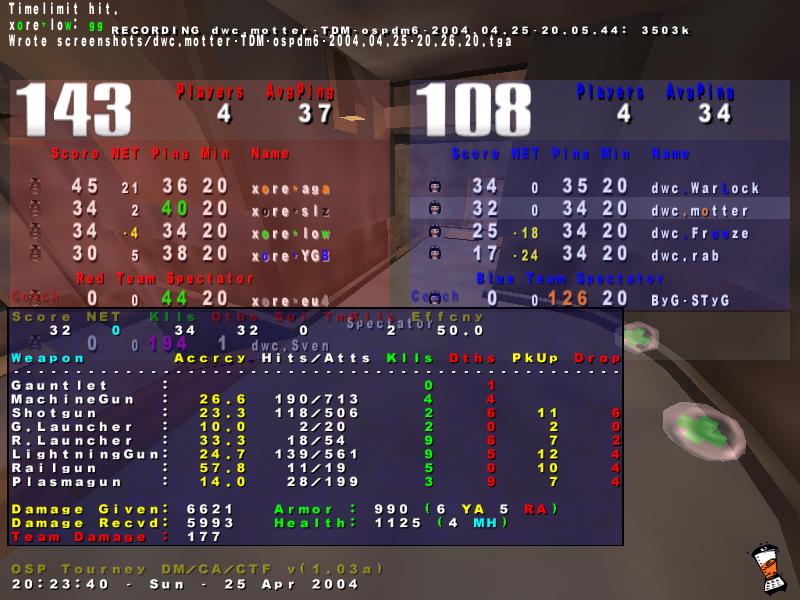 Timelimit hit.
xore*low: gg
RECORDING dwc.motter-TDM-ospdm6-2004.04.25-20.05.44: 3503k
Wrote screenshots/dwc.motter-TDM-ospdm6-2004.04.25-20.26.20.tga
143 Players AvgPing
4 37
Score NET Ping Min Name
45 21 36 20 xore*aga
34 2 40 20 xore*slz
34 -4 34 20 xore*low
30 5 38 20 xore*YGB
Red Team Spectator
Coach 0 0 44 20 xore*eu4
108 Players AvgPing
4 34
Score NET Ping Min Name
34 0 35 20 dwc.WarLock
32 0 34 20 dwc.motter
25 -18 34 20 dwc.Freeze
17 -24 34 20 dwc.rab
Blue Team Spectator
Coach 0 0 126 20 ByG-STyG
Spectator
0 0 194 1 dwc.Sven
Score NET Klls Dths Sui TmKlls Effcny
32 0 34 32 0 2 50.0
Weapon Accrcy Hits/Atts Klls Dths PkUp Drop
Gauntlet : 0 1
MachineGun : 26.6 190/713 4 4
Shotgun : 23.3 118/506 2 6 11 6
G.Launcher : 10.0 2/20 2 0 2 0
R.Launcher : 33.3 18/54 9 6 7 2
LightningGun: 24.7 139/561 9 5 12 4
Railgun : 57.8 11/19 5 0 10 4
Plasmagun : 14.0 28/199 3 9 7 4
Damage Given: 6621 Armor : 990 (6 YA 5 RA)
Damage Recvd: 5993 Health: 1125 (4 MH)
Team Damage : 177
OSP Tourney DM/CA/CTF v(1.03a)
20:23:40 - Sun - 25 Apr 2004